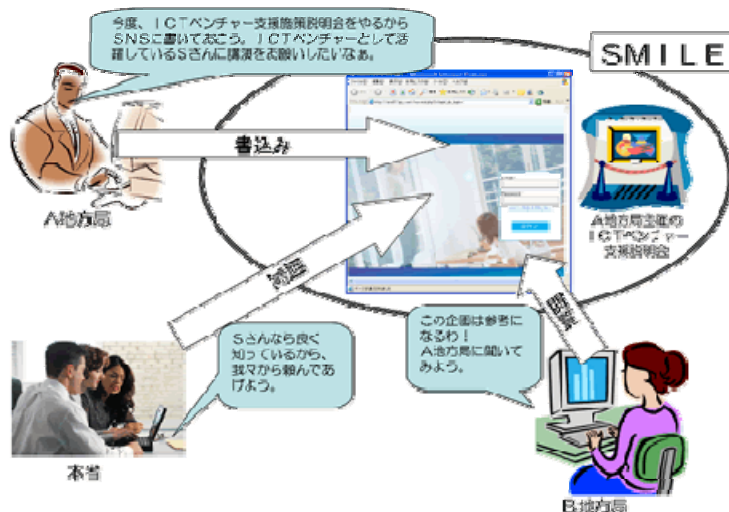 今度、ICTベンチャー支援施策説明会をやるから
SNSに書いておこう。ICTベンチャーとして活
躍しているSさんに講演をお願いしたいなぁ。
SMILE
書込み
A地方局
A地方局主催の
ICTベンチャー
支援説明会
Sさんなら良く
知っているから、
我々から頼んであ
げよう。
この企画は参考に
なるわ！
A地方局に聞いて
みよう。
本省
B地方局